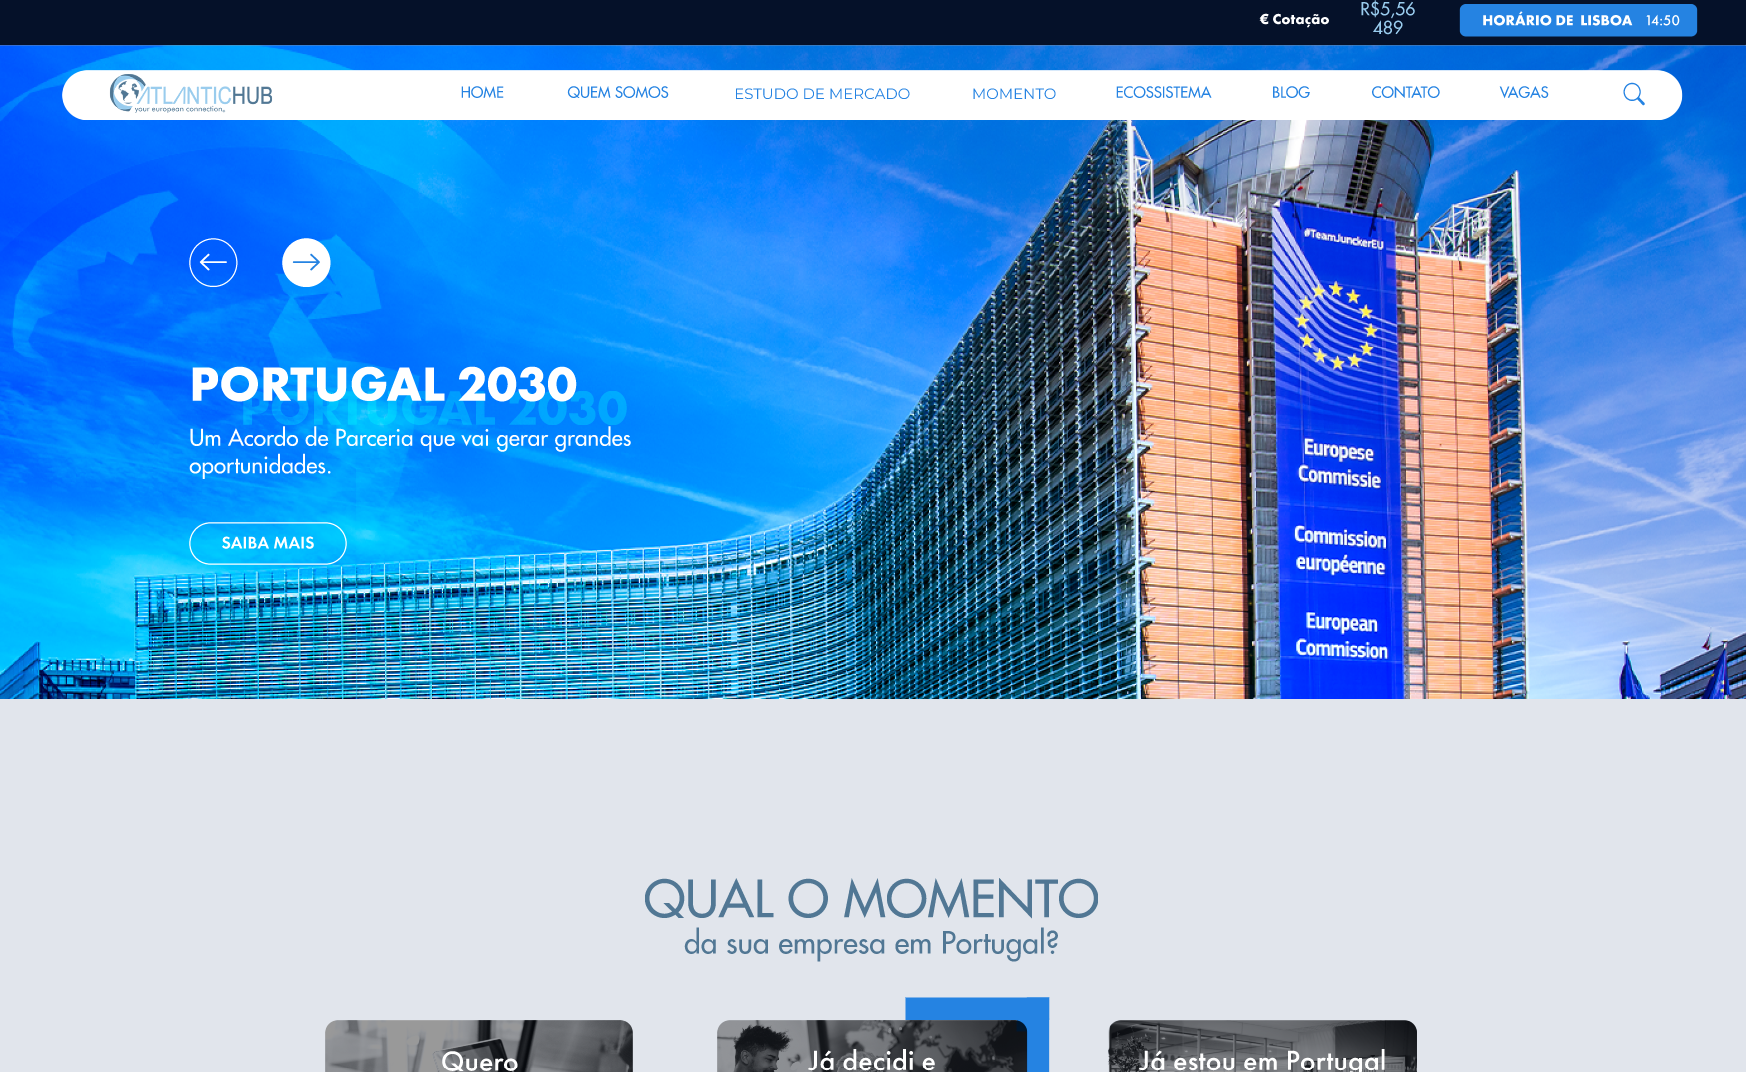 € Cotação
R$5,56
489
HORÁRIO DE LISBOA 14:50
ATLANTICHUB
your european connection
HOME
QUEM SOMOS
ESTUDO DE MERCADO
MOMENTO
ECOSSISTEMA
BLOG
CONTATO
VAGAS
#TeamJunckerEU
PORTUGAL 2030
PORTUGAL 2030
Um Acordo de Parceria que vai gerar grandes
oportunidades.
SAIBA MAIS
Europese
Commissie
Commission
européenne
European
Commission
QUAL O MOMENTO
da sua empresa em Portugal?
Quero
Já decidi e
Já estou em Portugal